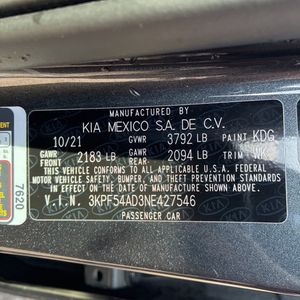 MANUFACTURED BY
KIA MEXICO S.A. DE C.V.
10/21 GVWR 3792 LB PAINT KDG
GAWR FRONT 2183 LB GAWR REAR 2094 LB TRIM WK
THIS VEHICLE CONFORMS TO ALL APPLICABLE U.S.A. FEDERAL
MOTOR VEHICLE SAFETY, BUMPER, AND THEFT PREVENTION STANDARDS
IN EFFECT ON THE DATE OF MANUFACTURE SHOWN ABOVE.
V.I.N. 3KPF54AD3NE427546
PASSENGER CAR
7620